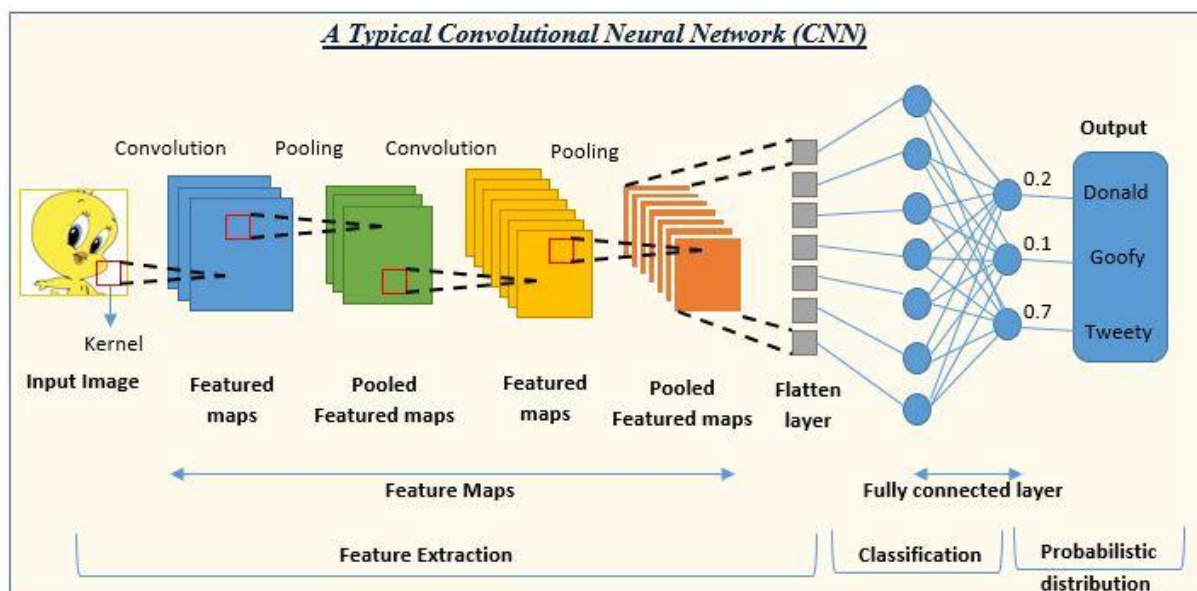 A Typical Convolutional Neural Network (CNN)
Convolution
Pooling
Convolution
Pooling
Kernel
Input Image
Featured
maps
Pooled
Featured maps
Featured
maps
Pooled
Featured maps
Flatten
layer
Output
0.2
Donald
0.1
Goofy
0.7
Tweety
Feature Maps
Fully connected layer
Feature Extraction
Classification
Probabilistic
distribution